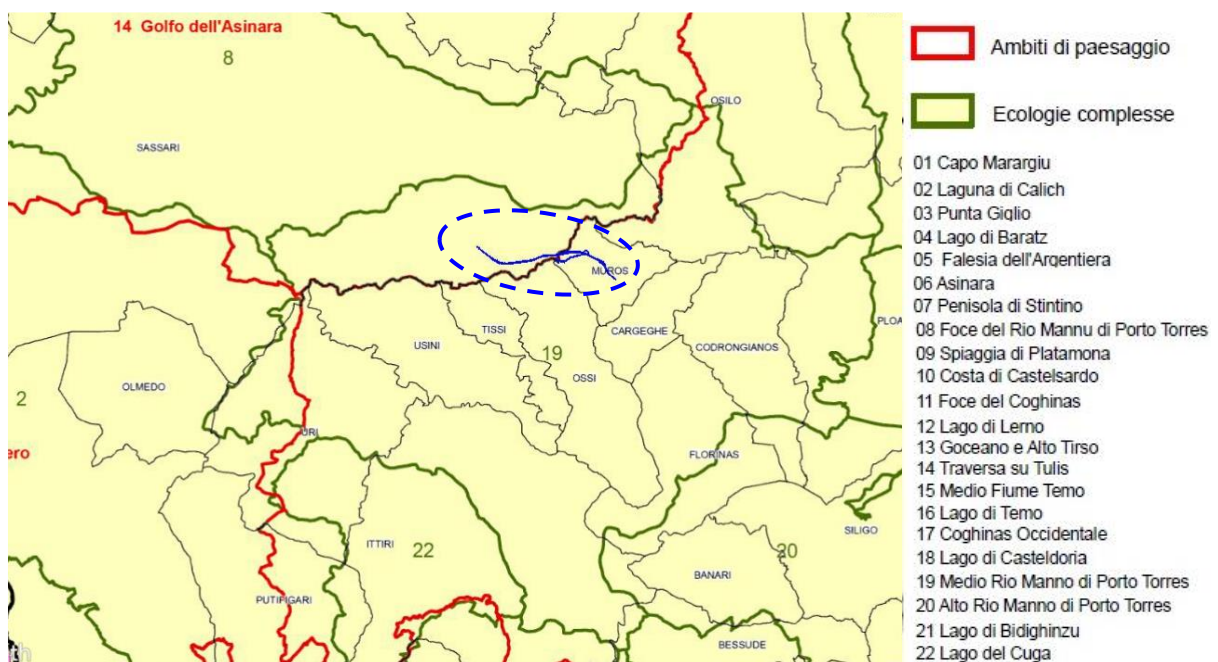 14 Golfo dell'Asinara
8
OSILO
SASSARI
MUROS
PLOA
TISSI
CARGEGHE
USINI
CODRONGIANOS
19
OLMEDO
OSSI
2
URI
ero
FLORINAS
SILIGO
ITTIRI
22
20
BANARI
PUTIFIGARI
BESSUDE
Ambiti di paesaggio
Ecologie complesse
01 Capo Marargiu
02 Laguna di Calich
03 Punta Giglio
04 Lago di Baratz
05 Falesia dell'Argentiera
06 Asinara
07 Penisola di Stintino
08 Foce del Rio Mannu di Porto Torres
09 Spiaggia di Platamona
10 Costa di Castelsardo
11 Foce del Coghinas
12 Lago di Lerno
13 Goceano e Alto Tirso
14 Traversa su Tulis
15 Medio Fiume Temo
16 Lago di Temo
17 Coghinas Occidentale
18 Lago di Casteldoria
19 Medio Rio Manno di Porto Torres
20 Alto Rio Manno di Porto Torres
21 Lago di Bidighinzu
22 Lago del Cuga